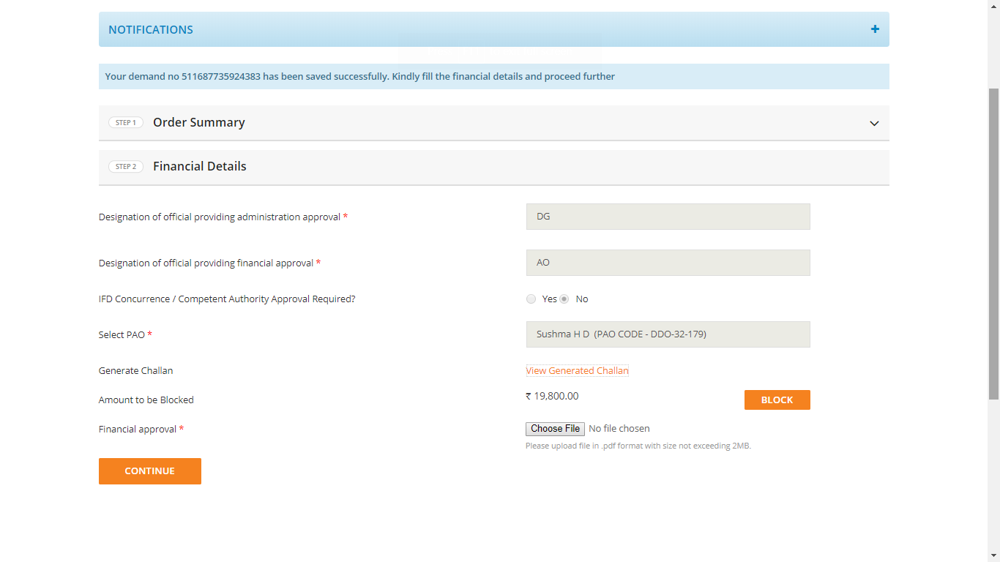 NOTIFICATIONS
Your demand no 511687735924383 has been saved successfully. Kindly fill the financial details and proceed further
STEP 1 Order Summary
STEP 2 Financial Details
Designation of official providing administration approval * DG
Designation of official providing financial approval * AO
IFD Concurrence / Competent Authority Approval Required? Yes No
Select PAO * Sushma H D (PAO CODE - DDO-32-179)
Generate Challan View Generated Challan
Amount to be Blocked ₹ 19,800.00 BLOCK
Financial approval * Choose File No file chosen
Please upload file in .pdf format with size not exceeding 2MB.
CONTINUE